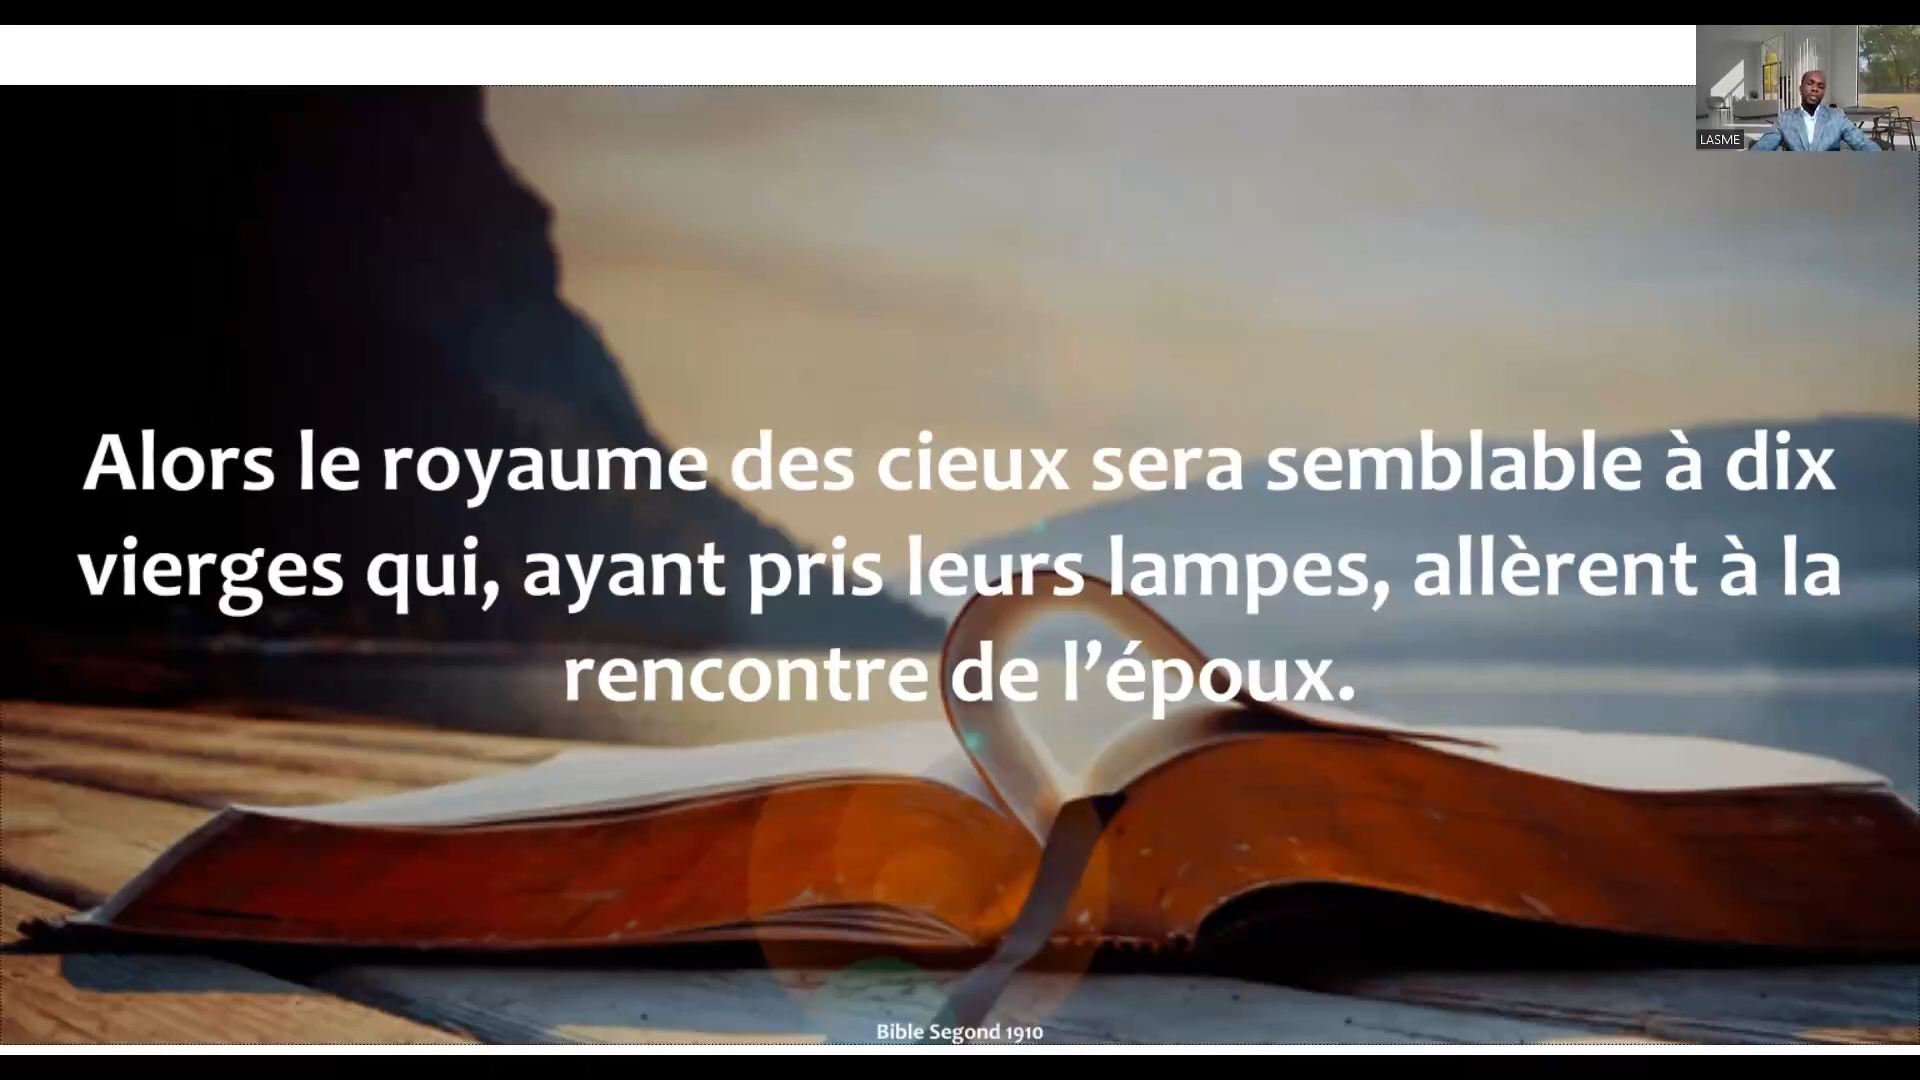 LASME
Alors le royaume des cieux sera semblable à dix
vierges qui, ayant pris leurs lampes, allèrent à la
rencontre de l’époux.
Bible Segond 1910